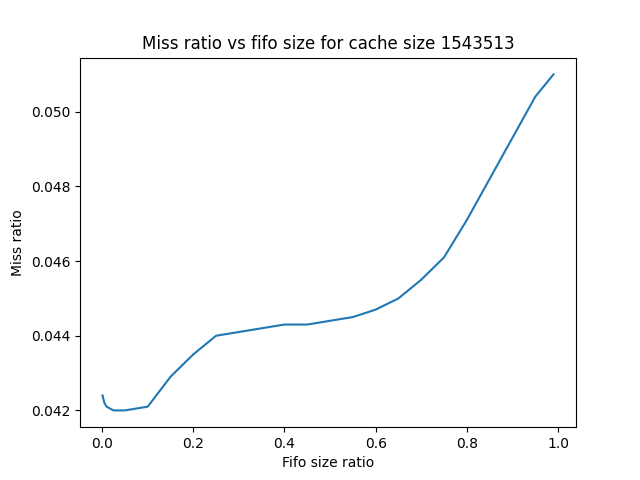 Miss ratio vs fifo size for cache size 1543513
0.050
0.048
0.046
0.044
0.042
Miss ratio
0.0 0.2 0.4 0.6 0.8 1.0
Fifo size ratio